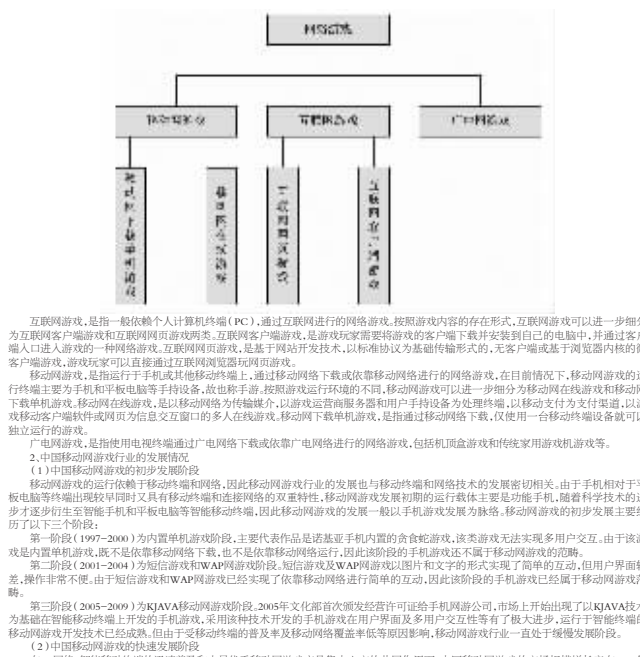 网络游戏
移动网游戏
互联网游戏
广电网游戏
移动网下载单机游戏
移动网在线游戏
互联网网页游戏
互联网客户端游戏
互联网游戏,是指一般依赖个人计算机终端(PC),通过互联网进行的网络游戏。按照游戏内容的存在形式,互联网游戏可以进一步细分
为互联网客户端游戏和互联网网页游戏两类。互联网客户端游戏,是游戏玩家需要将游戏的客户端下载并安装到自己的电脑中,并通过客户
端入口进入游戏的一种网络游戏。互联网网页游戏,是基于网站开发技术,以标准协议为基础传输形式的,无客户端或基于浏览器内核的微
客户端游戏,游戏玩家可以直接通过互联网浏览器玩网页游戏。
移动网游戏,是指运行于手机或其他移动终端上,通过移动网络下载或依靠移动网络进行的网络游戏,在目前情况下,移动网游戏的运
行终端主要为手机和平板电脑等手持设备,故也称手游。按照游戏运行环境的不同,移动网游戏可以进一步细分为移动网在线游戏和移动网
下载单机游戏。移动网在线游戏,是以移动网络为传输媒介,以游戏运营商服务器和用户手持设备为处理终端,以移动支付为支付渠道,以游
戏移动客户端软件或网页为信息交互窗口的多人在线游戏。移动网下载单机游戏,是指通过移动网络下载,仅使用一台移动终端设备就可以
独立运行的游戏。
广电网游戏,是指使用电视终端通过广电网络下载或依靠广电网络进行的网络游戏,包括机顶盒游戏和传统家用游戏机游戏等。
2、中国移动网游戏行业的发展情况
(1)中国移动网游戏的初步发展阶段
移动网游戏的运行依赖于移动终端和网络,因此移动网游戏行业的发展也与移动终端和网络技术的发展密切相关。由于手机相对于平
板电脑等终端出现较早同时又具有移动终端和连接网络的双重特性,移动网游戏发展初期的运行载体主要是功能手机,随着科学技术的进
步才逐步衍生至智能手机和平板电脑等智能移动终端,因此移动网游戏的发展一般以手机游戏发展为脉络。移动网游戏的初步发展主要经
历了以下三个阶段:
第一阶段(1997-2000)为内置单机游戏阶段,主要代表作品是诺基亚手机内置的贪食蛇游戏,该类游戏无法实现多用户交互。由于该游
戏是内置单机游戏,既不是依靠移动网络下载,也不是依靠移动网络运行,因此该阶段的手机游戏还不属于移动网游戏的范畴。
第二阶段(2001-2004)为短信游戏和WAP网游戏阶段。短信游戏及WAP网游戏以图片和文字的形式实现了简单的互动,但用户界面较
差,操作非常不便。由于短信游戏和WAP网游戏已经实现了依靠移动网络进行简单的互动,因此该阶段的手机游戏已经属于移动网游戏范
畴。
第三阶段(2005-2009)为KJAVA移动网游戏阶段。2005年文化部首次颁发经营许可证给手机网游公司,市场上开始出现了以KJAVA技术
为基础在智能移动终端上开发的手机游戏,采用该种技术开发的手机游戏在用户界面及多用户交互性等有了极大进步,运行于智能终端的
移动网游戏开发技术已经成熟。但由于受移动终端的普及率及移动网络覆盖率低等原因影响,移动网游戏行业一直处于缓慢发展阶段。
(2)中国移动网游戏的快速发展阶段